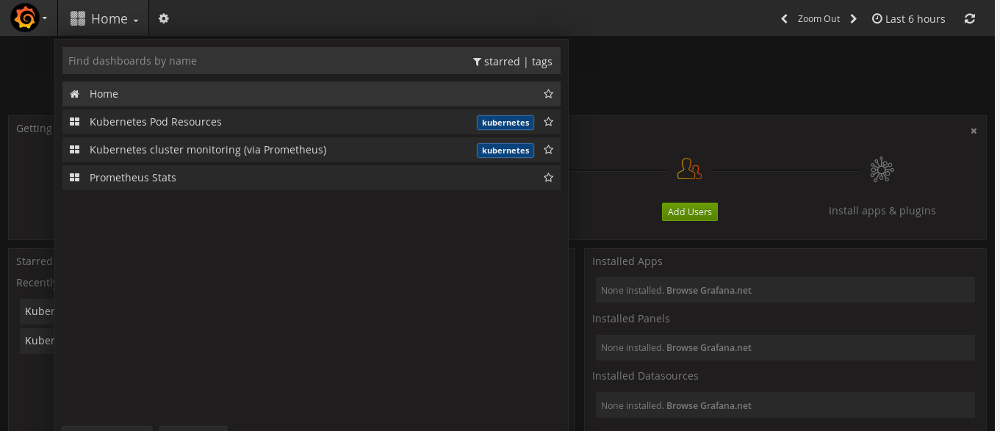 Home
Zoom Out
Last 6 hours
Find dashboards by name
starred | tags
Home
Kubernetes Pod Resources
kubernetes
Kubernetes cluster monitoring (via Prometheus)
kubernetes
Prometheus Stats
Getting
Add Users
Install apps & plugins
Starred
Recently
Kuber
Kuber
Installed Apps
None installed. Browse Grafana.net
Installed Panels
None installed. Browse Grafana.net
Installed Datasources
None installed. Browse Grafana.net